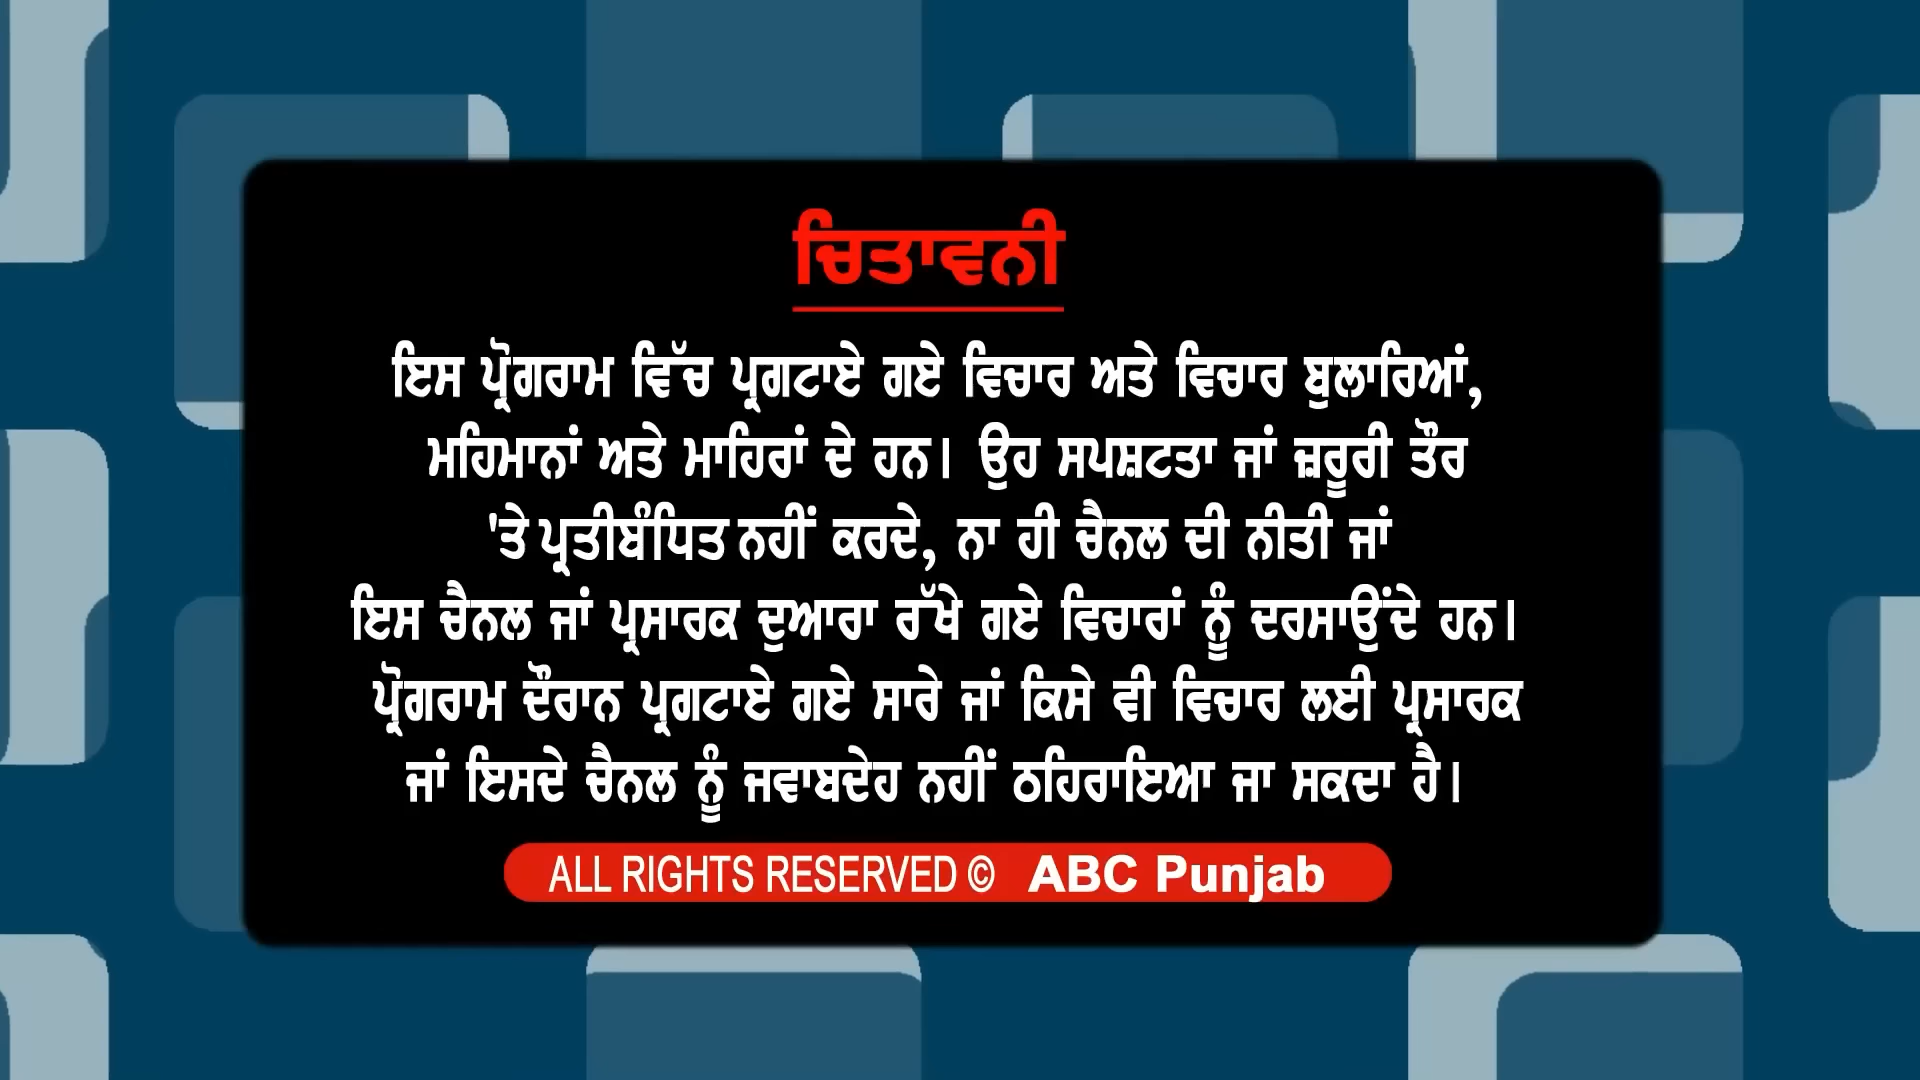 ਚਿਤਾਵਨੀ
ਇਸ ਪ੍ਰੋਗਰਾਮ ਵਿੱਚ ਪ੍ਰਗਟਾਏ ਗਏ ਵਿਚਾਰ ਅਤੇ ਵਿਚਾਰ ਬੁਲਾਰਿਆਂ,
ਮਹਿਮਾਨਾਂ ਅਤੇ ਮਾਹਿਰਾਂ ਦੇ ਹਨ। ਉਹ ਸਪਸ਼ਟਤਾ ਜਾਂ ਜ਼ਰੂਰੀ ਤੌਰ
'ਤੇ ਪ੍ਰਤੀਬੰਧਿਤ ਨਹੀਂ ਕਰਦੇ, ਨਾ ਹੀ ਚੈਨਲ ਦੀ ਨੀਤੀ ਜਾਂ
ਇਸ ਚੈਨਲ ਜਾਂ ਪ੍ਰਸਾਰਕ ਦੁਆਰਾ ਰੱਖੇ ਗਏ ਵਿਚਾਰਾਂ ਨੂੰ ਦਰਸਾਉਂਦੇ ਹਨ।
ਪ੍ਰੋਗਰਾਮ ਦੌਰਾਨ ਪ੍ਰਗਟਾਏ ਗਏ ਸਾਰੇ ਜਾਂ ਕਿਸੇ ਵੀ ਵਿਚਾਰ ਲਈ ਪ੍ਰਸਾਰਕ
ਜਾਂ ਇਸਦੇ ਚੈਨਲ ਨੂੰ ਜਵਾਬਦੇਹ ਨਹੀਂ ਠਹਿਰਾਇਆ ਜਾ ਸਕਦਾ ਹੈ।
ALL RIGHTS RESERVED © ABC Punjab